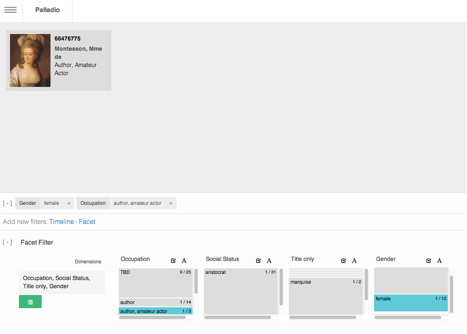 Palladio
66476775
Montesson, Mme
de
Author, Amateur
Actor
[ - ] Gender female × Occupation author, amateur actor ×
Add new filters: Timeline · Facet
[ - ] Facet Filter
Dimensions
Occupation, Social Status,
Title only, Gender
Occupation A
TBD 0 / 25
author 1 / 14
author, amateur actor 1 / 3
Social Status A
aristocrat 1 / 31
Title only A
marquise 1 / 2
Gender A
female 1 / 12